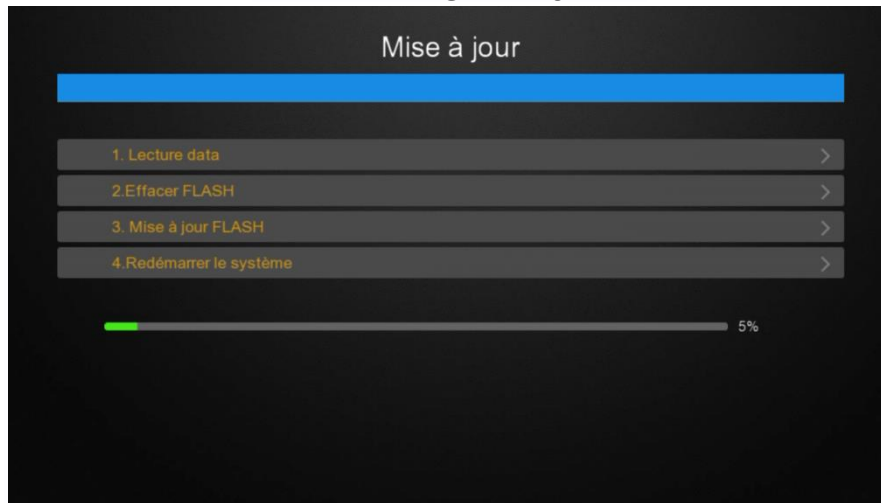 Mise à jour
1. Lecture data
2.Effacer FLASH
3. Mise à jour FLASH
4.Redémarrer le système
5%